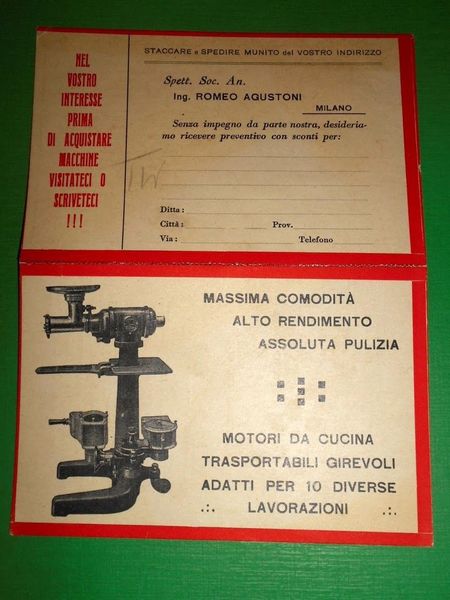 NEL
VOSTRO
INTERESSE
PRIMA
DI ACQUISTARE
MACCHINE
VISITATECI O
SCRIVETECI
!!!
STACCARE e SPEDIRE MUNITO del VOSTRO INDIRIZZO
Spett. Soc. An.
Ing. ROMEO AGUSTONI
MILANO
Senza impegno da parte nostra, desideria-
mo ricevere preventivo con sconti per:
Ditta :
Città : Prov.
Via : Telefono
MASSIMA COMODITÀ
ALTO RENDIMENTO
ASSOLUTA PULIZIA
MOTORI DA CUCINA
TRASPORTABILI GIREVOLI
ADATTI PER 10 DIVERSE
.:. LAVORAZIONI .:.